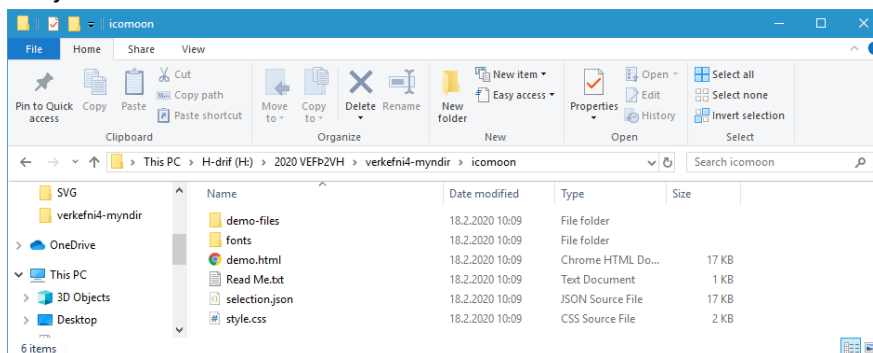 icomoon
File Home Share View
Pin to Quick access
Copy
Paste
Cut
Copy path
Paste shortcut
Clipboard
Move to
Copy to
Delete
Rename
Organize
New folder
New item
Easy access
New
Properties
Open
Edit
History
Open
Select all
Select none
Invert selection
Select
This PC > H-drif (H:) > 2020 VEFÞ2VH > verkefni4-myndir > icomoon
Search icomoon
SVG
verkefni4-myndir
OneDrive
This PC
3D Objects
Desktop
Name Date modified Type Size
demo-files 18.2.2020 10:09 File folder
fonts 18.2.2020 10:09 File folder
demo.html 18.2.2020 10:09 Chrome HTML Do... 17 KB
Read Me.txt 18.2.2020 10:09 Text Document 1 KB
selection.json 18.2.2020 10:09 JSON Source File 17 KB
style.css 18.2.2020 10:09 CSS Source File 2 KB
6 items